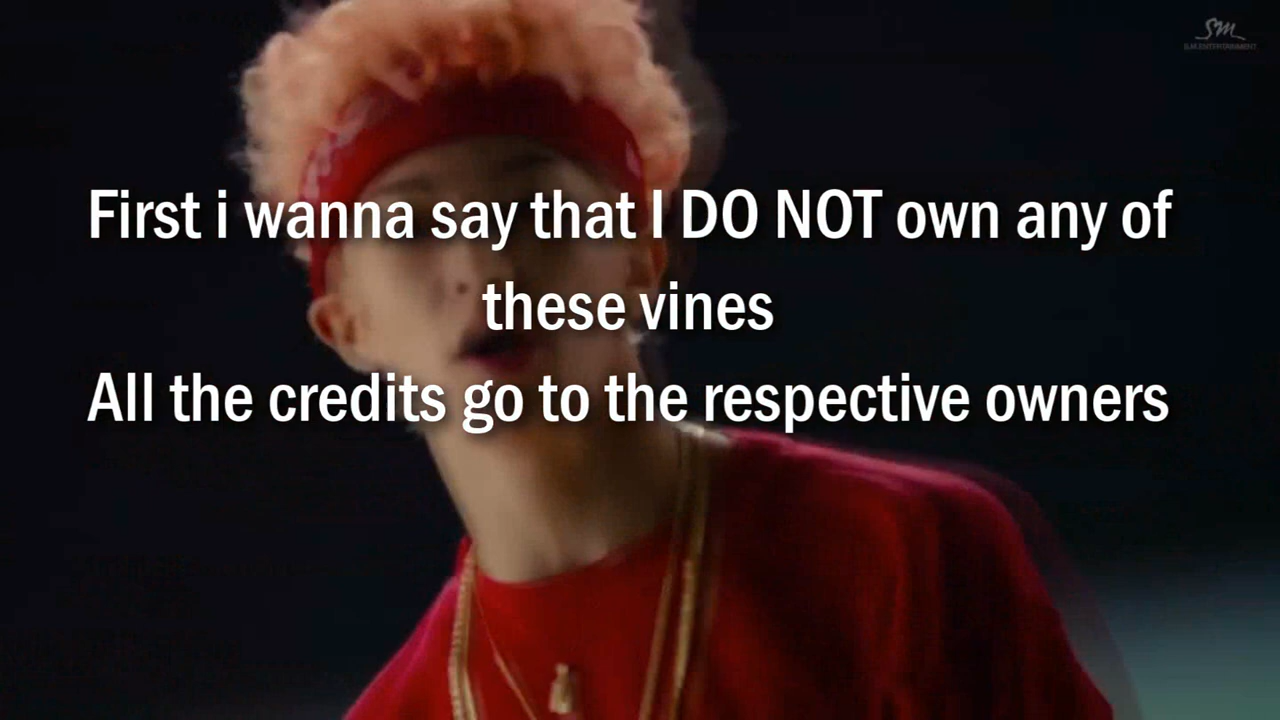 SM
S.M.ENTERTAINMENT
First i wanna say that I DO NOT own any of
these vines
All the credits go to the respective owners